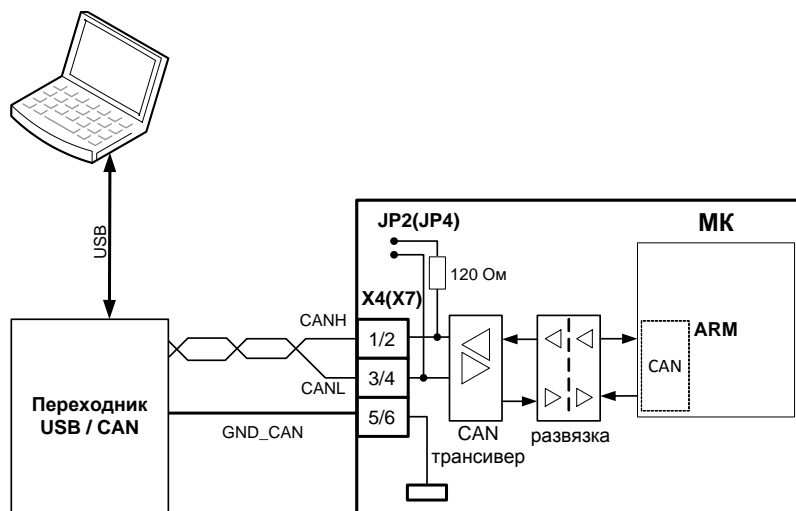 USB
Переходник
USB / CAN
CANH
CANL
GND_CAN
JP2(JP4)
120 Ом
X4(X7)
1/2
3/4
5/6
CAN
трансивер
развязка
МК
ARM
CAN